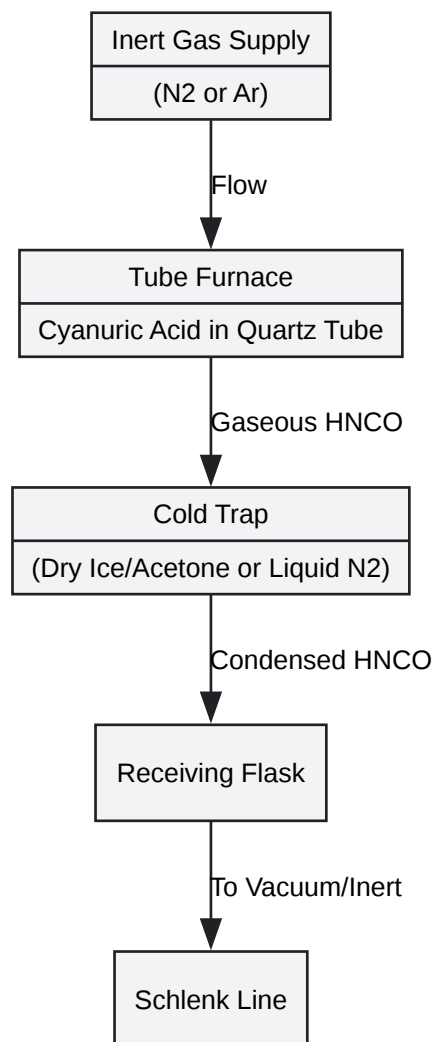 Inert Gas Supply
(N2 or Ar)
Flow
Tube Furnace
Cyanuric Acid in Quartz Tube
Gaseous HNCO
Cold Trap
(Dry Ice/Acetone or Liquid N2)
Condensed HNCO
Receiving Flask
To Vacuum/Inert
Schlenk Line